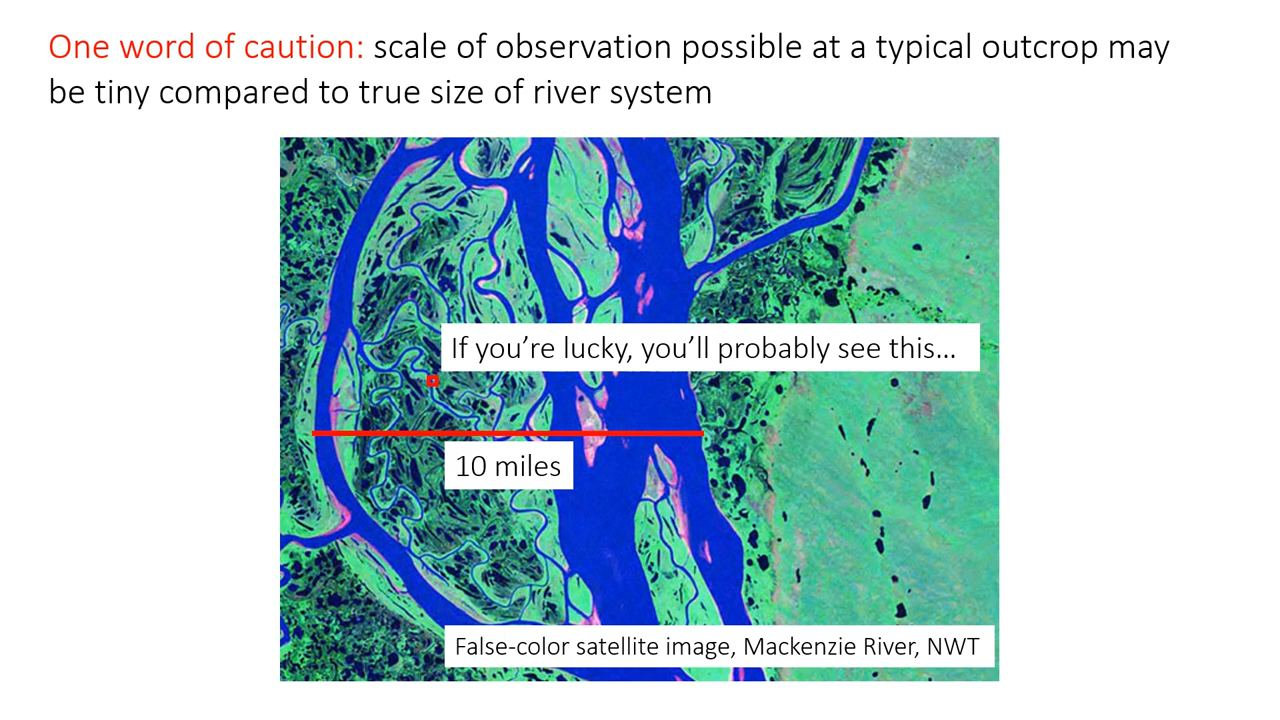 One word of caution: scale of observation possible at a typical outcrop may
be tiny compared to true size of river system
If you’re lucky, you’ll probably see this…
10 miles
False-color satellite image, Mackenzie River, NWT